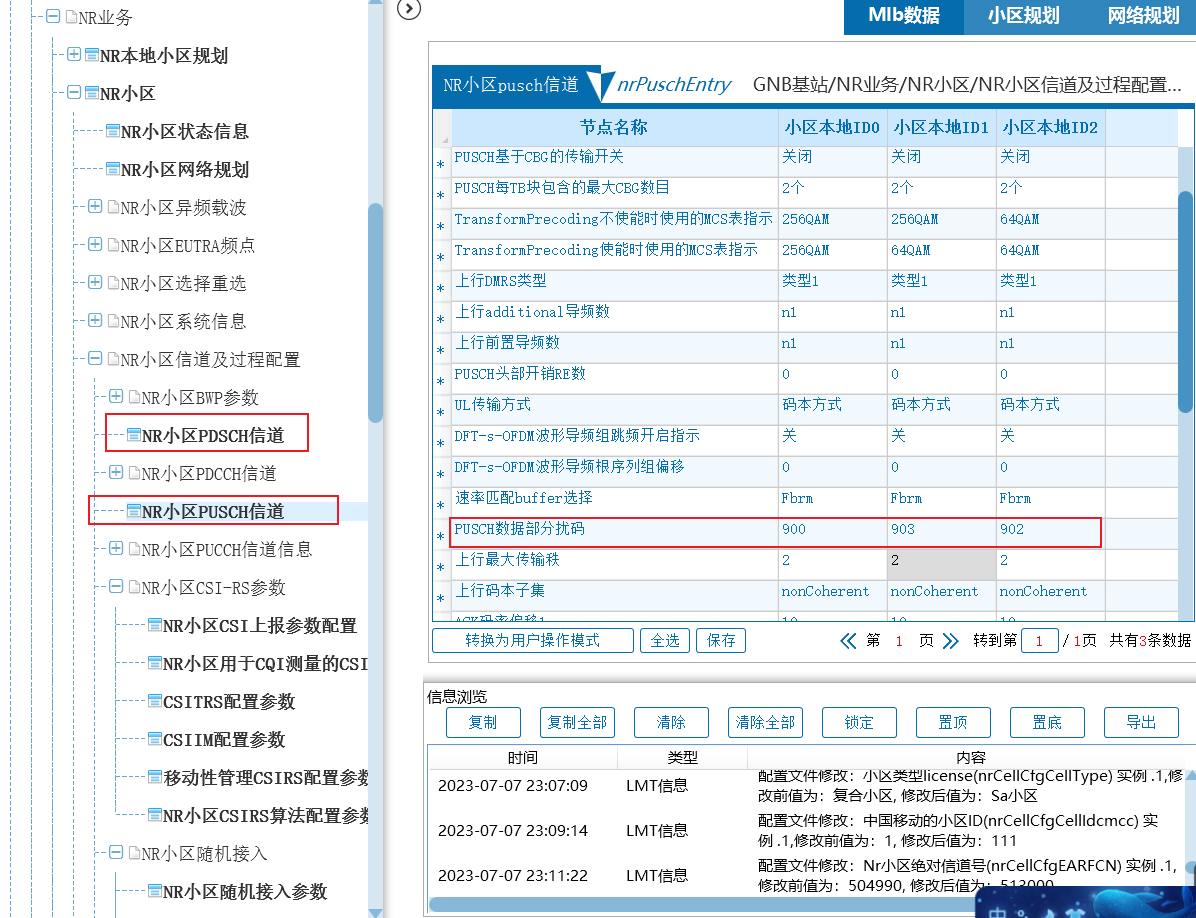 NR业务
NR本地小区规划
NR小区
NR小区状态信息
NR小区网络规划
NR小区异频载波
NR小区EUTRA频点
NR小区选择重选
NR小区系统信息
NR小区信道及过程配置
NR小区BWP参数
NR小区PDSCH信道
NR小区PDCCH信道
NR小区PUSCH信道
NR小区PUCCH信道信息
NR小区CSI-RS参数
NR小区CSI上报参数配置
NR小区用于CQI测量的CSI
CSITRS配置参数
CSIIM配置参数
移动性管理CSIRS配置参数
NR小区CSIRS算法配置参数
NR小区随机接入
NR小区随机接入参数
MIb数据 小区规划 网络规划
NR小区pusch信道 nrPuschEntry GNB基站/NR业务/NR小区/NR小区信道及过程配置...
节点名称 小区本地ID0 小区本地ID1 小区本地ID2
* PUSCH基于CBG的传输开关 关闭 关闭 关闭
* PUSCH每TB块包含的最大CBG数目 2个 2个 2个
* TransformPrecoding不使能时使用的MCS表指示 256QAM 256QAM 64QAM
* TransformPrecoding使能时使用的MCS表指示 256QAM 64QAM 64QAM
* 上行DMRS类型 类型1 类型1 类型1
* 上行additional导频数 n1 n1 n1
* 上行前置导频数 n1 n1 n1
* PUSCH头部开销RE数 0 0 0
* UL传输方式 码本方式 码本方式 码本方式
* DFT-s-OFDM波形导频组跳频开启指示 关 关 关
* DFT-s-OFDM波形导频根序列组偏移 0 0 0
* 速率匹配buffer选择 Fbrm Fbrm Fbrm
* PUSCH数据部分扰码 900 903 902
* 上行最大传输秩 2 2 2
* 上行码本子集 nonCoherent nonCoherent nonCoherent
ACK码率偏移1 10 10 10
转换为用户操作模式 全选 保存 第 1 页 转到第 1 / 1页 共有3条数据
信息浏览
复制 复制全部 清除 清除全部 锁定 置顶 置底 导出
时间 类型 内容
2023-07-07 23:07:09 LMT信息 配置文件修改：小区类型license(nrCellCfgCellType) 实例 .1,修
改前值为：复合小区, 修改后值为：Sa小区
2023-07-07 23:09:14 LMT信息 配置文件修改：中国移动的小区ID(nrCellCfgCellIdcmcc) 实
例 .1,修改前值为：1, 修改后值为：111
2023-07-07 23:11:22 LMT信息 配置文件修改：Nr小区绝对信道号(nrCellCfgEARFCN) 实例 .1,
修改前值为：504990, 修改后值为：513000
中